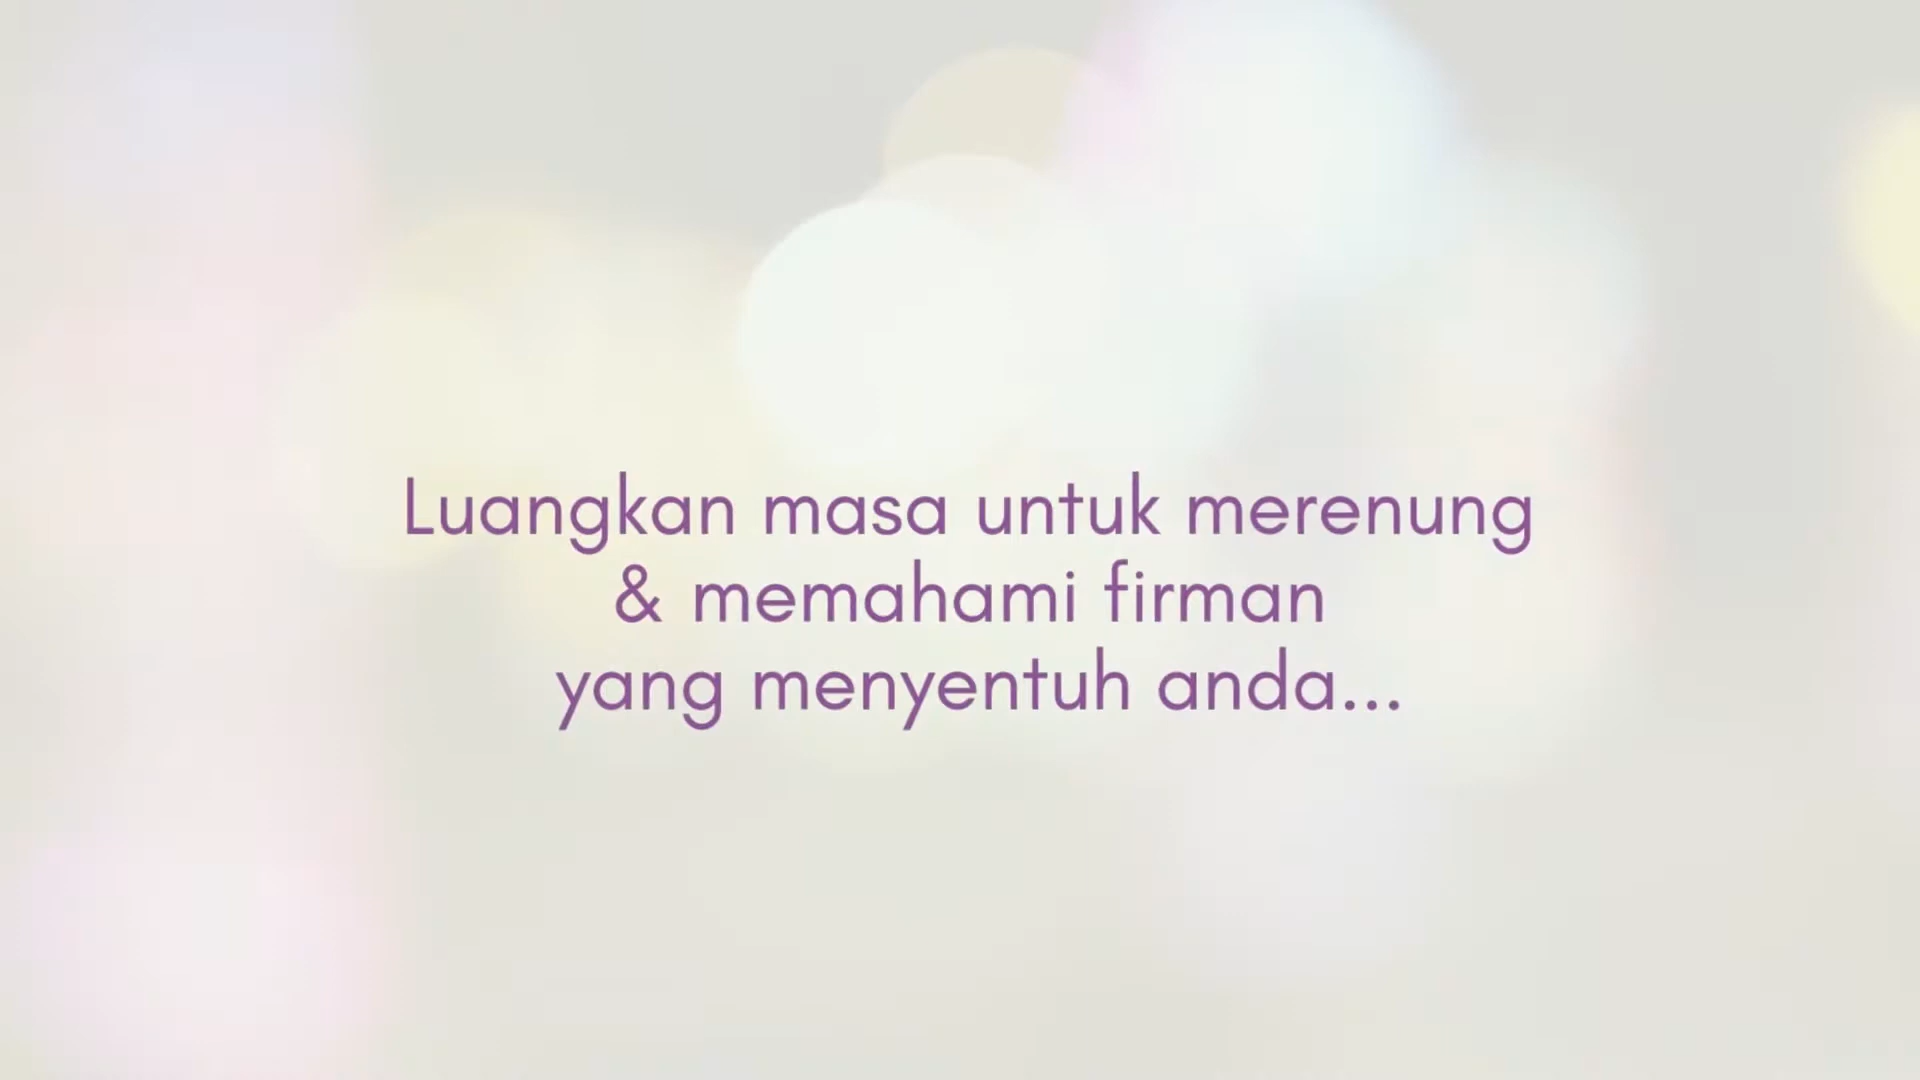 Luangkan masa untuk merenung
& memahami firman
yang menyentuh anda...